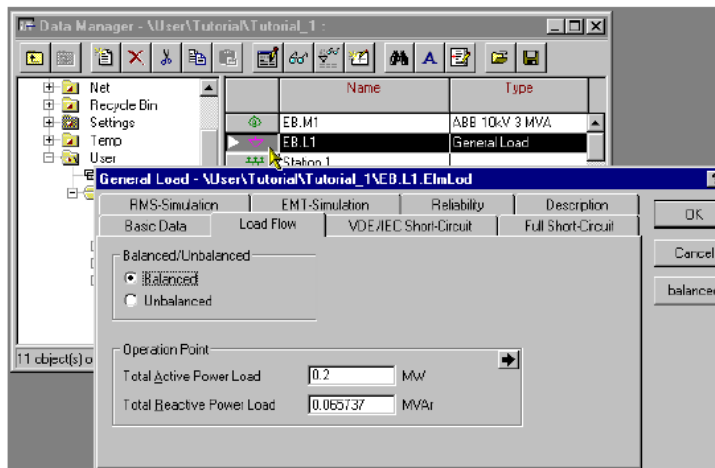 Data Manager - \User\Tutorial\Tutorial_1 :
A
Net
Recycle Bin
Settings
Temp
User
Name Type
EB.M1 ABB 10kV 3 MVA
EB.L1 General Load
Station 1
11 object(s) o
General Load - \User\Tutorial\Tutorial_1\EB.L1.ElmLod
RMS-Simulation EMT-Simulation Reliability Description
Basic Data Load Flow VDE/IEC Short-Circuit Full Short-Circuit
OK
Cancel
balanced
Balanced/Unbalanced
Balanced
Unbalanced
Operation Point
Total Active Power Load 0.2 MW
Total Reactive Power Load 0.065737 MVAr